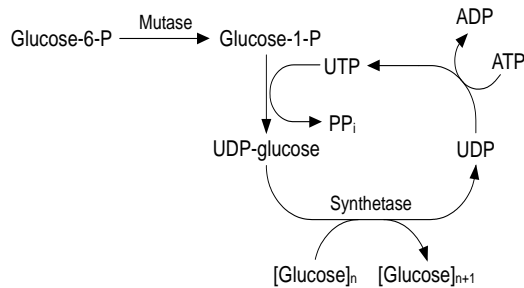 ADP
Mutase
Glucose-6-P
Glucose-1-P
UTP
ATP
PPi
UDP-glucose
UDP
Synthetase
[Glucose]n
[Glucose]n+1